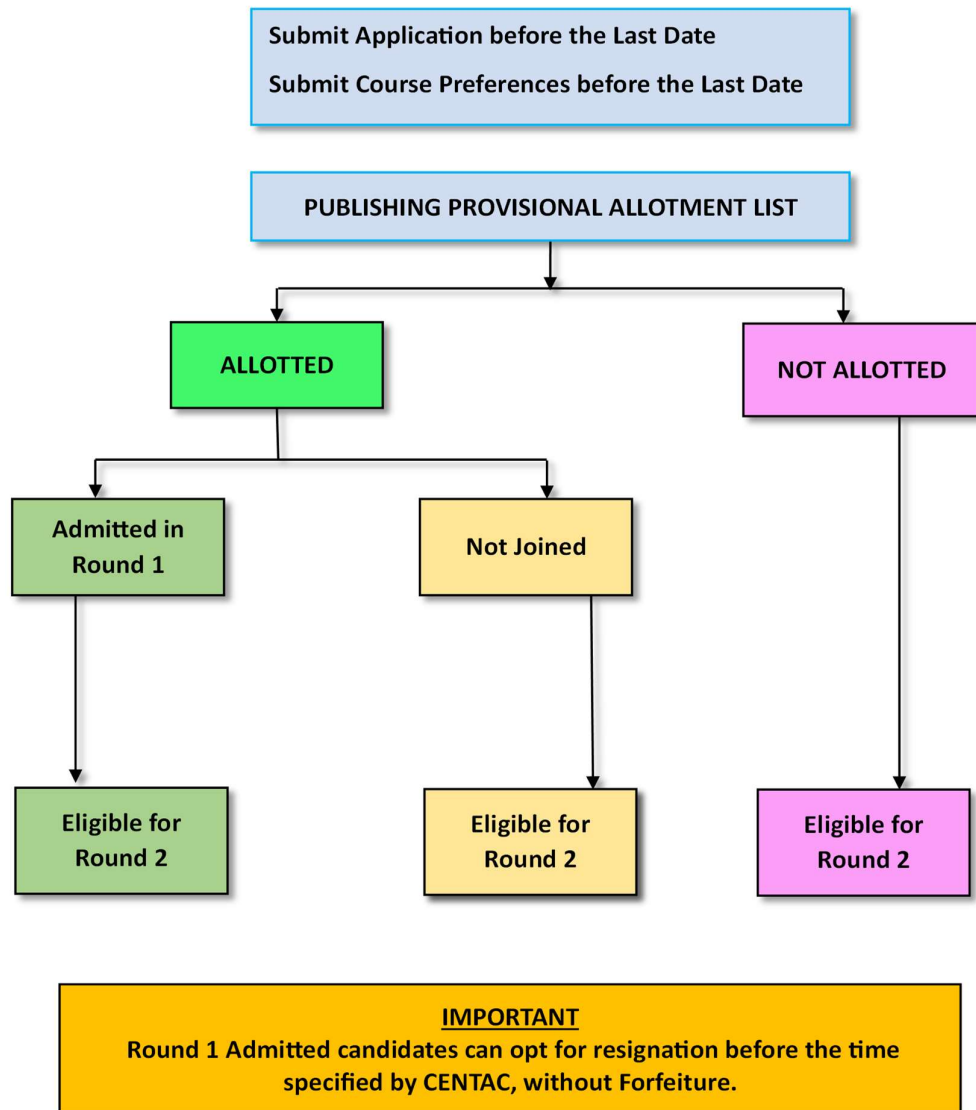 Submit Application before the Last Date
Submit Course Preferences before the Last Date
PUBLISHING PROVISIONAL ALLOTMENT LIST
ALLOTTED
NOT ALLOTTED
Admitted in
Round 1
Not Joined
Eligible for
Round 2
Eligible for
Round 2
Eligible for
Round 2
IMPORTANT
Round 1 Admitted candidates can opt for resignation before the time
specified by CENTAC, without Forfeiture.